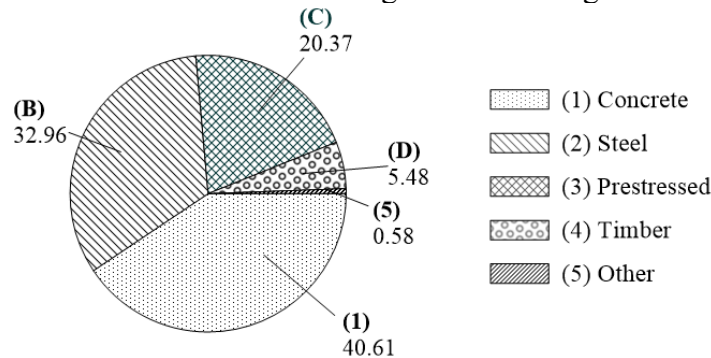 (C)
20.37
(B)
32.96
(D)
5.48
(5)
0.58
(1)
40.61
(1) Concrete
(2) Steel
(3) Prestressed
(4) Timber
(5) Other